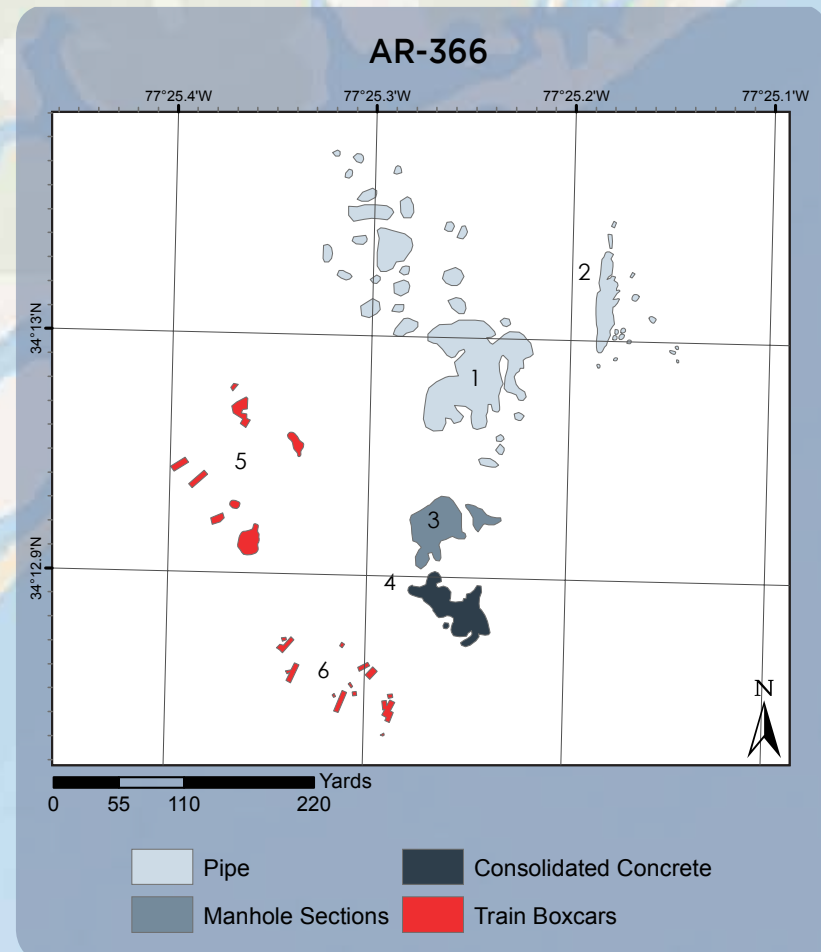 AR-366
77°25.4'W 77°25.3'W 77°25.2'W 77°25.1'W
2
34°13'N
1
5
3
34°12.9'N
4
6
N
Yards
0 55 110 220
Pipe Consolidated Concrete
Manhole Sections Train Boxcars